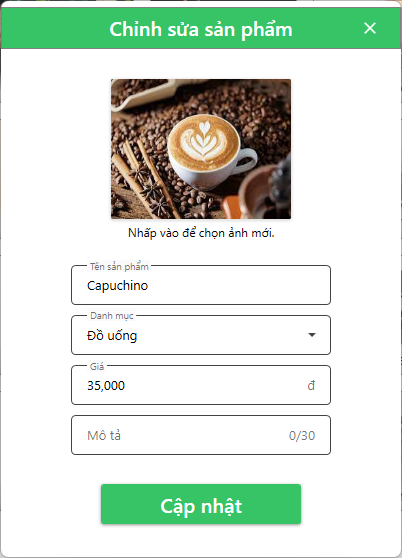 Chỉnh sửa sản phẩm
Nhấp vào để chọn ảnh mới.
Tên sản phẩm
Capuchino
Danh mục
Đồ uống
Giá
35,000 đ
Mô tả 0/30
Cập nhật